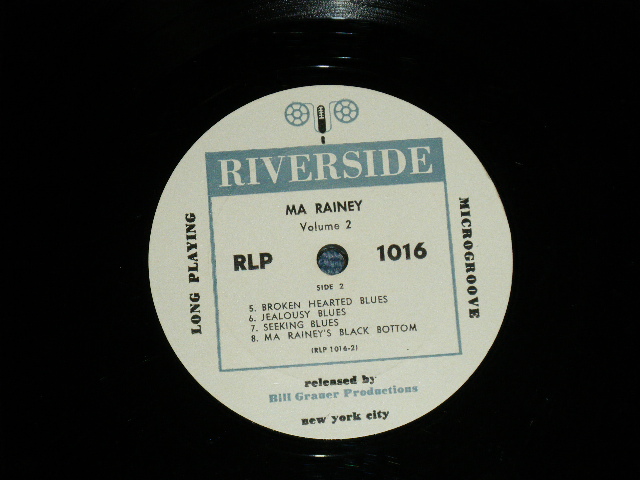 RIVERSIDE
MA RAINEY
Volume 2
RLP 1016
SIDE 2
5. BROKEN HEARTED BLUES
6. JEALOUSY BLUES
7. SEEKING BLUES
8. MA RAINEY'S BLACK BOTTOM
(RLP 1016-2)
LONG PLAYING
MICROGROOVE
released by
Bill Grauer Productions
new york city